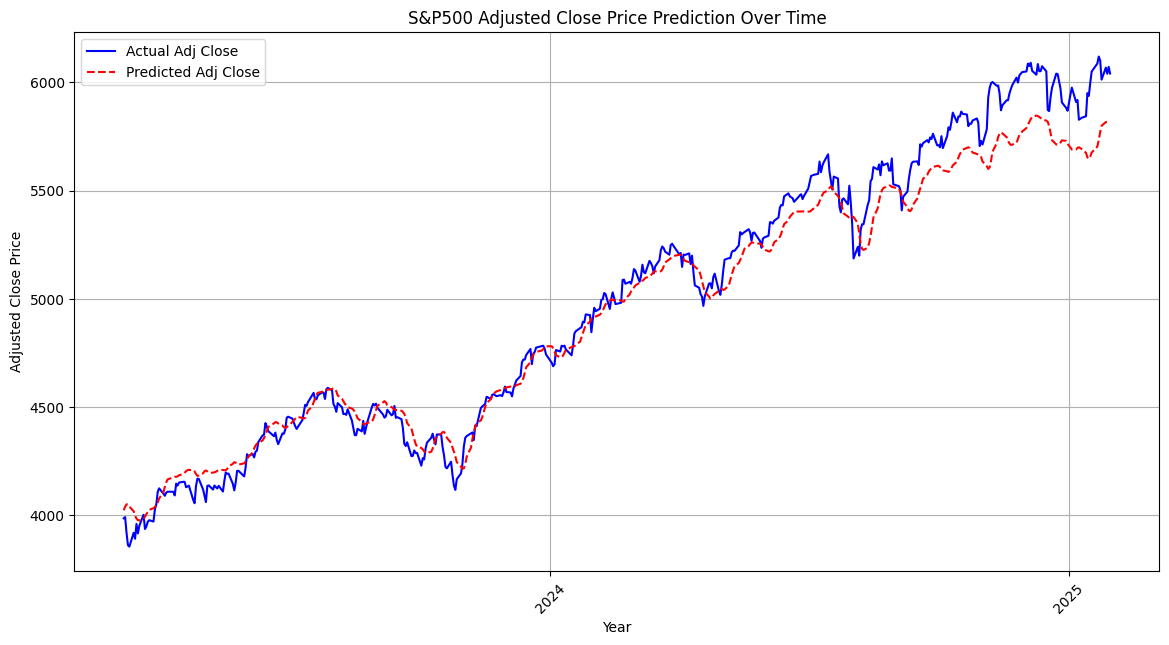 S&P500 Adjusted Close Price Prediction Over Time
Actual Adj Close
Predicted Adj Close
6000
5500
5000
4500
4000
Adjusted Close Price
2024
2025
Year